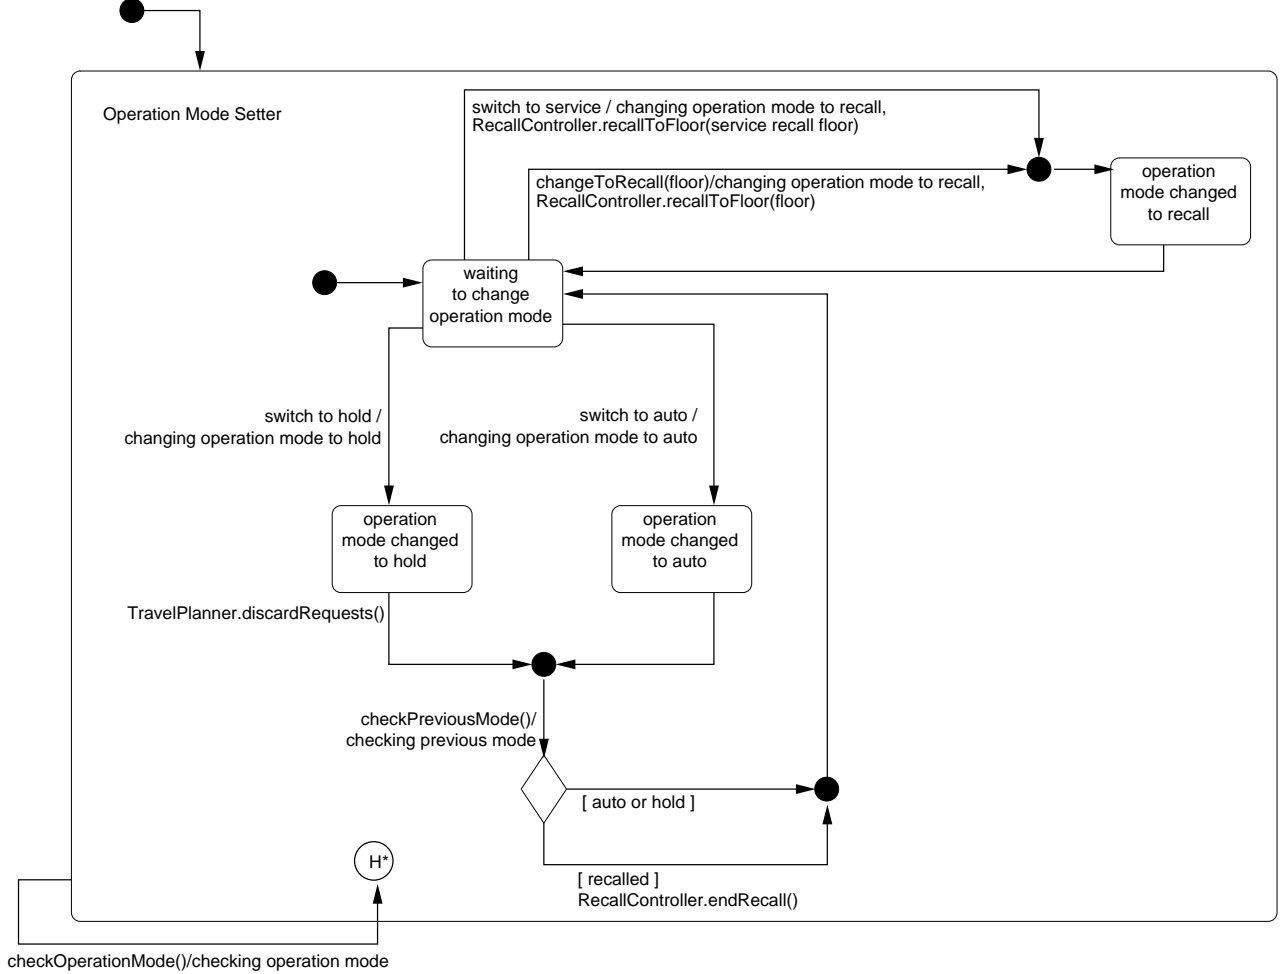 Operation Mode Setter
switch to service / changing operation mode to recall,
RecallController.recallToFloor(service recall floor)
changeToRecall(floor)/changing operation mode to recall,
RecallController.recallToFloor(floor)
operation
mode changed
to recall
waiting
to change
operation mode
switch to hold /
changing operation mode to hold
switch to auto /
changing operation mode to auto
operation
mode changed
to hold
operation
mode changed
to auto
TravelPlanner.discardRequests()
checkPreviousMode()/
checking previous mode
[ auto or hold ]
[ recalled ]
RecallController.endRecall()
H*
checkOperationMode()/checking operation mode